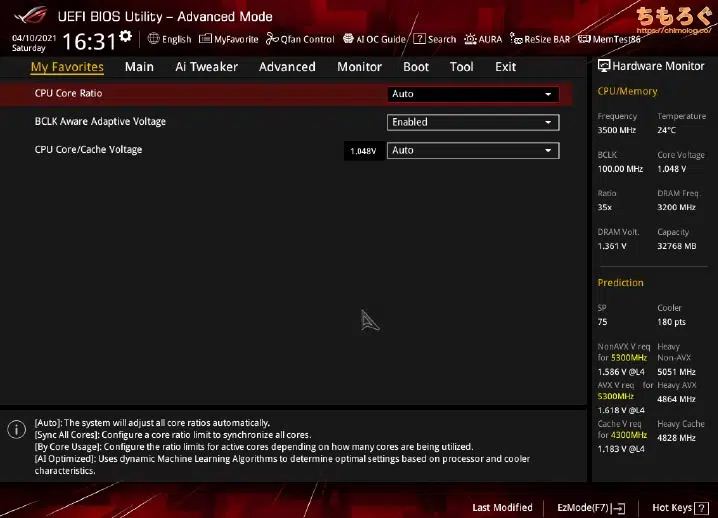 UEFI BIOS Utility – Advanced Mode
ちもろぐ
https://chimolog.co/
04/10/2021
Saturday
16:31
English
MyFavorite
Qfan Control
AI OC Guide
Search
AURA
ReSize BAR
MemTest86
My Favorites
Main
Ai Tweaker
Advanced
Monitor
Boot
Tool
Exit
CPU Core Ratio
Auto
BCLK Aware Adaptive Voltage
Enabled
CPU Core/Cache Voltage
1.048V
Auto
Hardware Monitor
CPU/Memory
Frequency Temperature
3500 MHz 24°C
BCLK Core Voltage
100.00 MHz 1.048 V
Ratio DRAM Freq.
35x 3200 MHz
DRAM Volt. Capacity
1.361 V 32768 MB
Prediction
SP Cooler
75 180 pts
NonAVX V req Heavy
for 5300MHz Non-AVX
1.586 V @L4 5051 MHz
AVX V req for Heavy AVX
5300MHz 4864 MHz
1.618 V @L4
Cache V req Heavy Cache
for 4300MHz 4828 MHz
1.183 V @L4
[Auto]: The system will adjust all core ratios automatically.
[Sync All Cores]: Configure a core ratio limit to synchronize all cores.
[By Core Usage]: Configure the ratio limits for active cores depending on how many cores are being utilized.
[AI Optimized]: Uses dynamic Machine Learning Algorithms to determine optimal settings based on processor and cooler
characteristics.
Last Modified
EzMode(F7)
Hot Keys ?